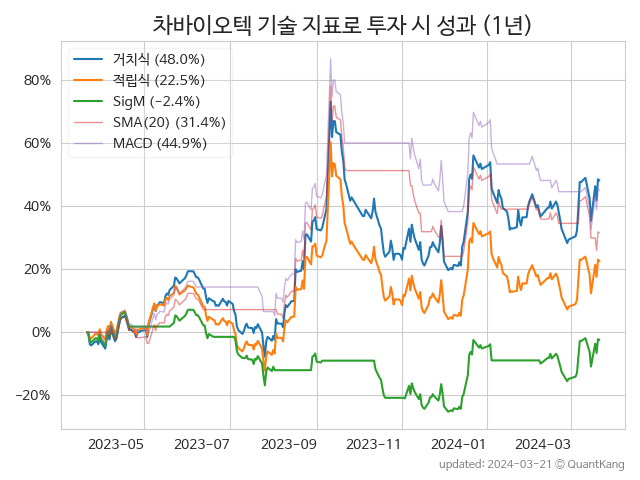 차바이오텍 기술 지표로 투자 시 성과 (1년)
거치식 (48.0%)
적립식 (22.5%)
SigM (−2.4%)
SMA(20) (31.4%)
MACD (44.9%)
80%
60%
40%
20%
0%
−20%
2023-05 2023-07 2023-09 2023-11 2024-01 2024-03
updated: 2024-03-21 © QuantKang